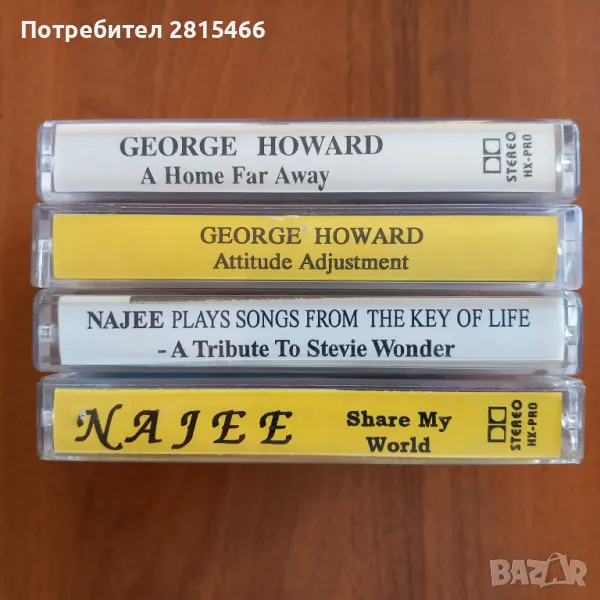 Потребител 2815466
GEORGE HOWARD
A Home Far Away
STEREO
HX-PRO
GEORGE HOWARD
Attitude Adjustment
NAJEE PLAYS SONGS FROM THE KEY OF LIFE
- A Tribute To Stevie Wonder
NAJEE
Share My
World
STEREO
HX-PRO
BAZAR